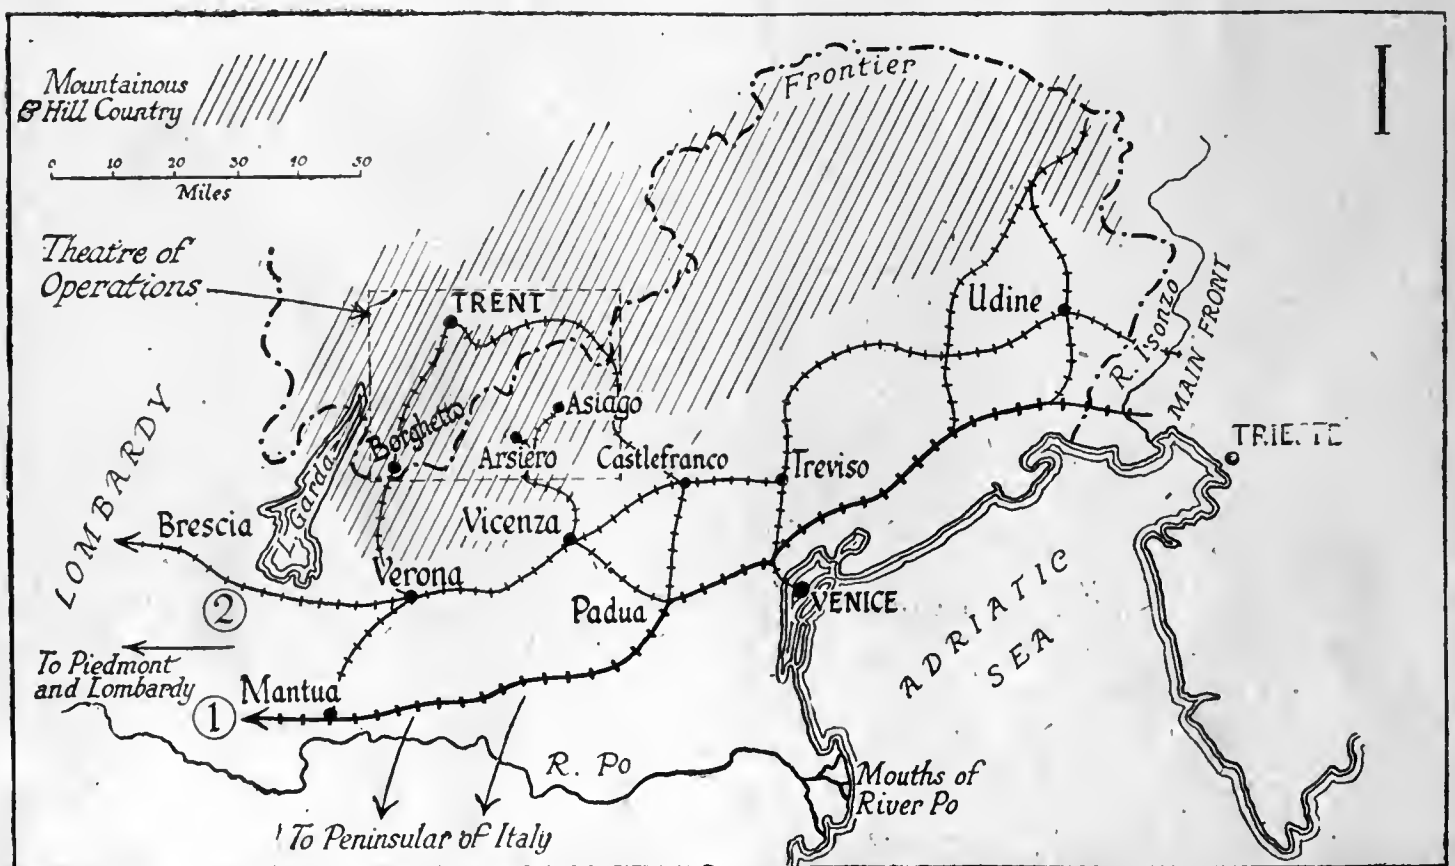 Mountainous
& Hill Country
0 10 20 30 40 50
Miles
Frontier
I
Theatre of
Operations
TRENT
Udine
R. Isonzo
MAIN FRONT
LOMBARDY
Borghetto
Asiago
Arsiero
Castlefranco
Treviso
TRIESTE
L. Garda
Brescia
Vicenza
Verona
②
Padua
VENICE
ADRIATIC
SEA
To Piedmont
and Lombardy
Mantua
①
R. Po
Mouths of
River Po
To Peninsular of Italy